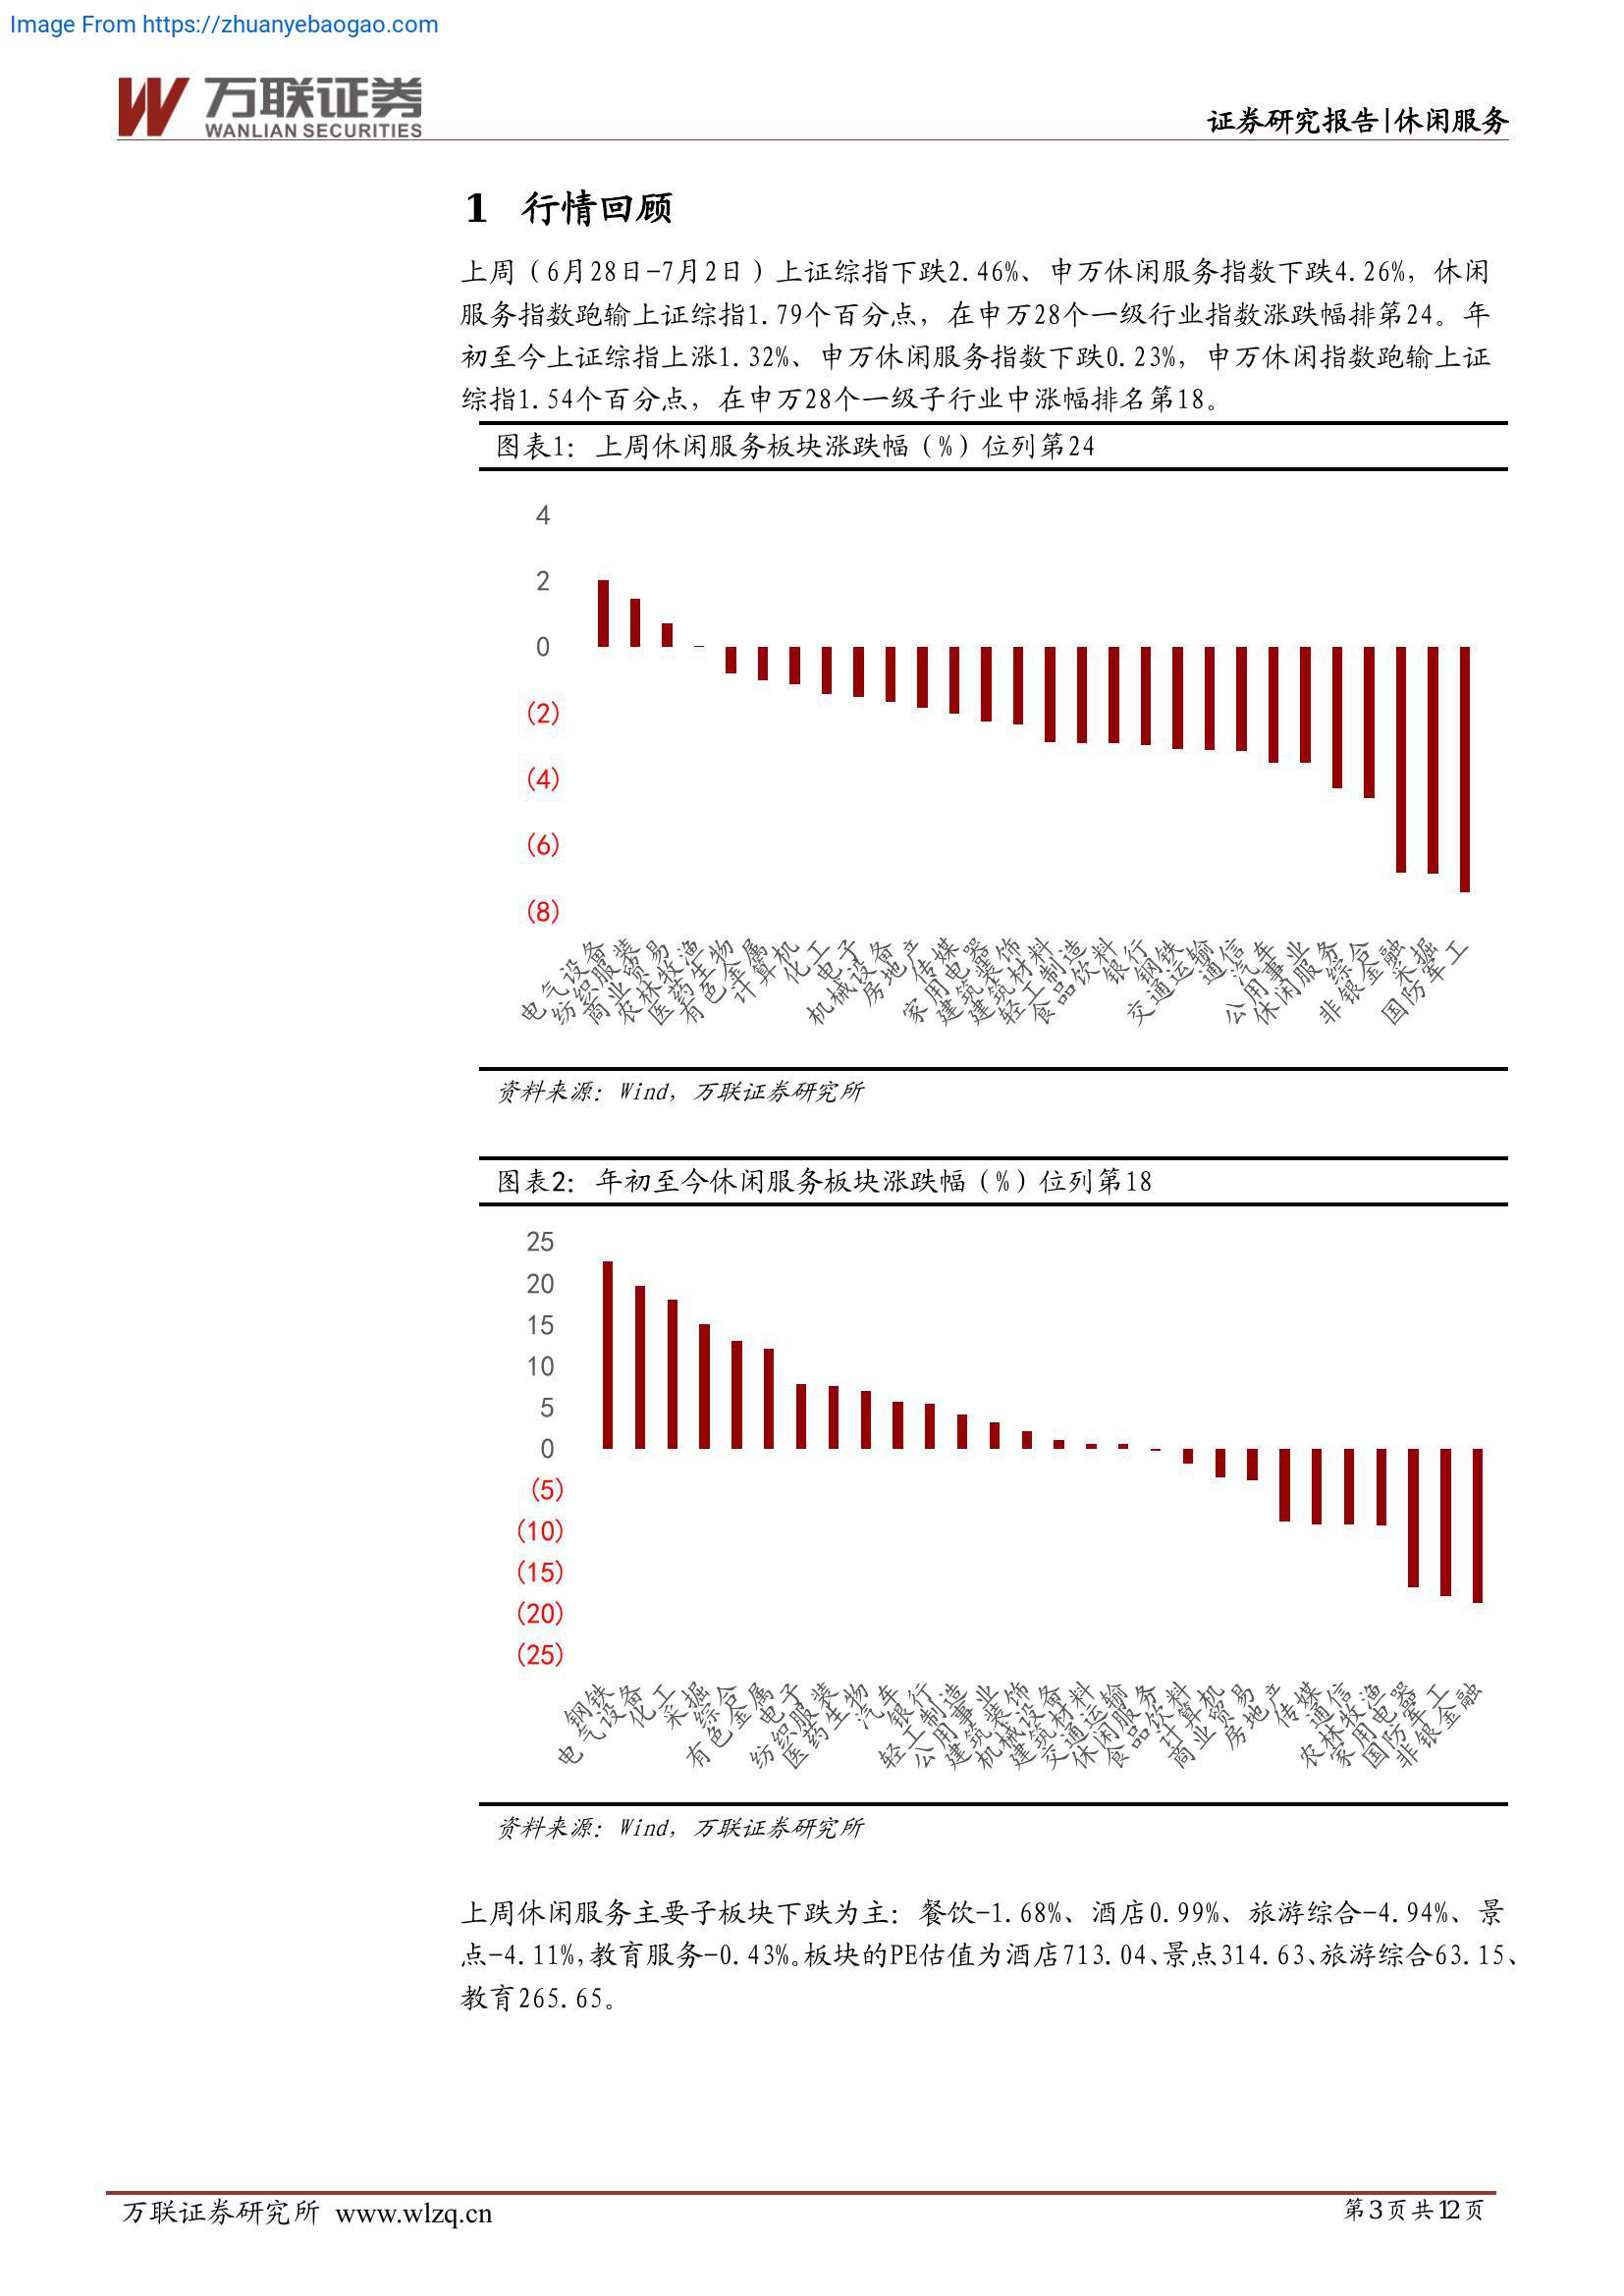 Image From https://zhuanyebaogao.com
万联证券
WANLIAN SECURITIES
证券研究报告|休闲服务
1 行情回顾
上周（6月28日-7月2日）上证综指下跌2.46%、申万休闲服务指数下跌4.26%，休闲
服务指数跑输上证综指1.79个百分点，在申万28个一级行业指数涨跌幅排第24。年
初至今上证综指上涨1.32%、申万休闲服务指数下跌0.23%，申万休闲指数跑输上证
综指1.54个百分点，在申万28个一级子行业中涨幅排名第18。
图表1：上周休闲服务板块涨跌幅（%）位列第24
4
2
0
(2)
(4)
(6)
(8)
电气设备
纺织服装
商业贸易
农林牧渔
医药生物
有色金属
计算机
化工
电子
机械设备
房地产
传媒
家用电器
建筑装饰
建筑材料
轻工制造
食品饮料
银行
钢铁
交通运输
通信
汽车
公用事业
休闲服务
综合
非银金融
采掘
国防军工
资料来源：Wind，万联证券研究所
图表2：年初至今休闲服务板块涨跌幅（%）位列第18
25
20
15
10
5
0
(5)
(10)
(15)
(20)
(25)
钢铁
电气设备
化工
采掘
综合
有色金属
电子
纺织服装
医药生物
汽车
银行
轻工制造
公用事业
建筑装饰
机械设备
建筑材料
交通运输
休闲服务
食品饮料
计算机
商业贸易
房地产
传媒
通信
农林牧渔
家用电器
国防军工
非银金融
资料来源：Wind，万联证券研究所
上周休闲服务主要子板块下跌为主：餐饮-1.68%、酒店0.99%、旅游综合-4.94%、景
点-4.11%，教育服务-0.43%。板块的PE估值为酒店713.04、景点314.63、旅游综合63.15、
教育265.65。
万联证券研究所 www.wlzq.cn
第3页共12页